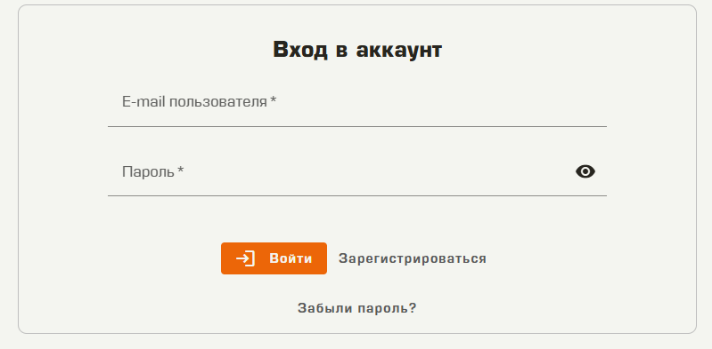 Вход в аккаунт
E-mail пользователя *
Пароль *
Войти Зарегистрироваться
Забыли пароль?